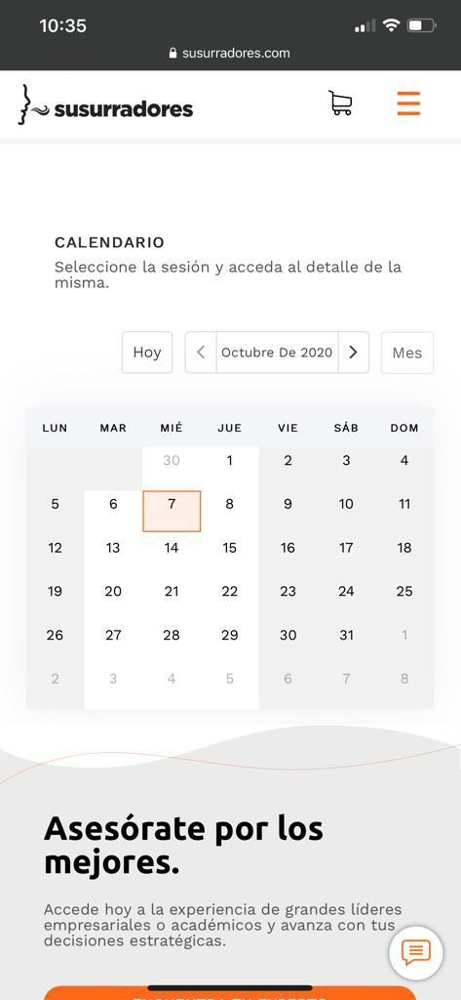 10:35
susurradores.com
susurradores
CALENDARIO
Seleccione la sesión y acceda al detalle de la
misma.
Hoy
Octubre De 2020
Mes
LUN MAR MIÉ JUE VIE SÁB DOM
30 1 2 3 4
5 6 7 8 9 10 11
12 13 14 15 16 17 18
19 20 21 22 23 24 25
26 27 28 29 30 31 1
2 3 4 5 6 7 8
Asesórate por los
mejores.
Accede hoy a la experiencia de grandes líderes
empresariales o académicos y avanza con tus
decisiones estratégicas.